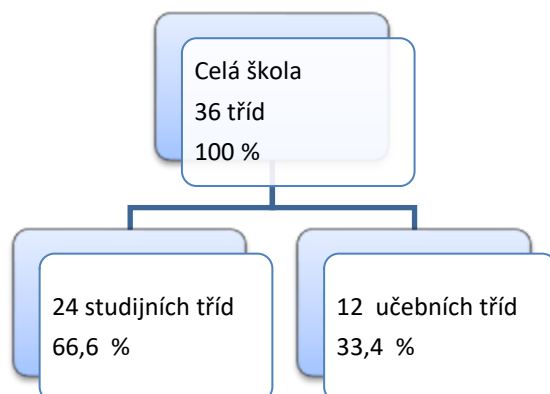 Celá škola
36 tříd
100 %
24 studijních tříd
66,6 %
12 učebních tříd
33,4 %